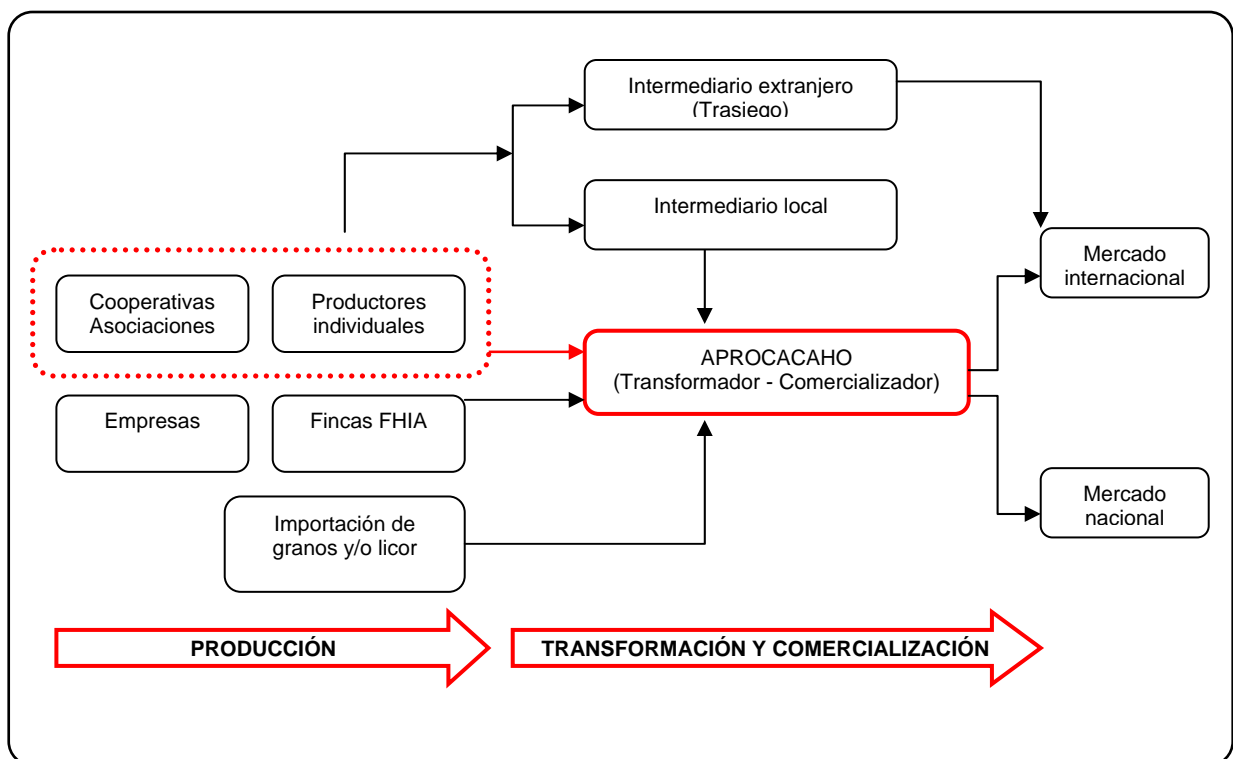 Intermediario extranjero
(Trasiego)
Intermediario local
Mercado
internacional
Cooperativas
Asociaciones
Productores
individuales
APROCACAHO
(Transformador - Comercializador)
Empresas
Fincas FHIA
Mercado
nacional
Importación de
granos y/o licor
PRODUCCIÓN
TRANSFORMACIÓN Y COMERCIALIZACIÓN